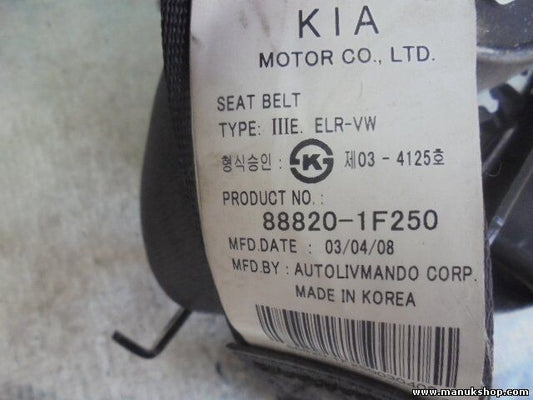 KIA
MOTOR CO., LTD.
SEAT BELT
TYPE: IIIE. ELR-VW
형식승인 : K 제03 - 4125호
PRODUCT NO. :
88820-1F250
MFD.DATE : 03/04/08
MFD.BY : AUTOLIVMANDO CORP.
MADE IN KOREA
www.manukshop.com